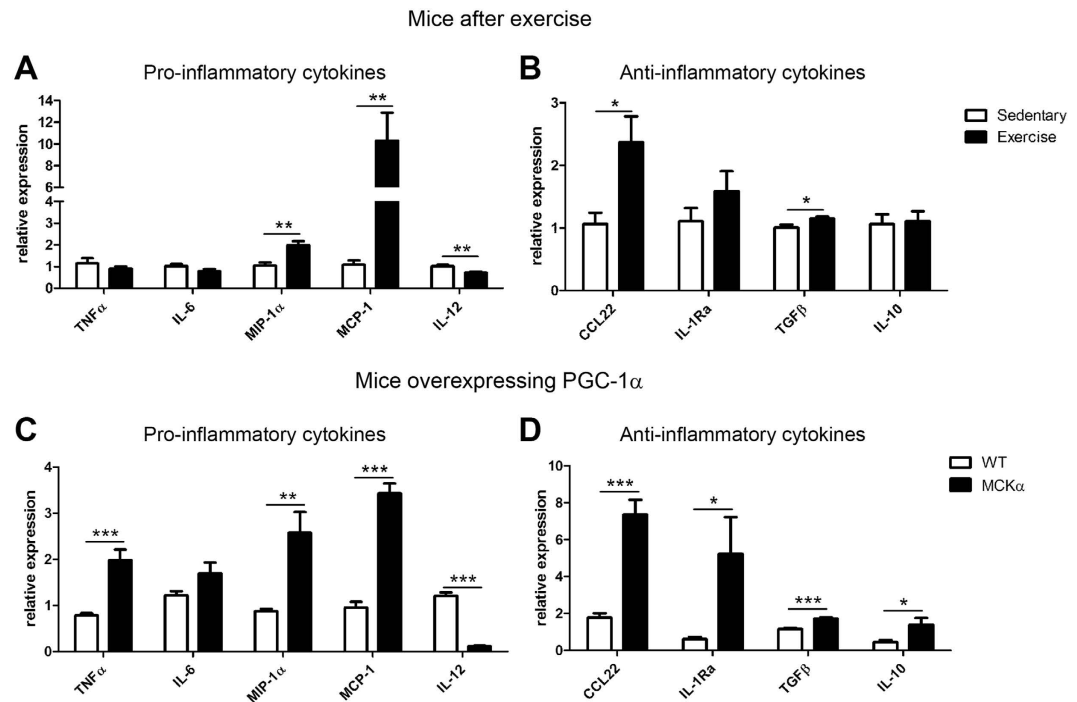 Mice after exercise
A
Pro-inflammatory cytokines
relative expression
14
12
10
8
6
4
3
2
1
0
**
**
**
TNFα
IL-6
MIP-1α
MCP-1
IL-12
B
Anti-inflammatory cytokines
relative expression
3
2
1
0
*
*
CCL22
IL-1Ra
TGFβ
IL-10
Sedentary
Exercise
Mice overexpressing PGC-1α
C
Pro-inflammatory cytokines
relative expression
4
3
2
1
0
***
**
***
***
TNFα
IL-6
MIP-1α
MCP-1
IL-12
D
Anti-inflammatory cytokines
relative expression
10
8
6
4
2
0
***
*
***
*
CCL22
IL-1Ra
TGFβ
IL-10
WT
MCKα